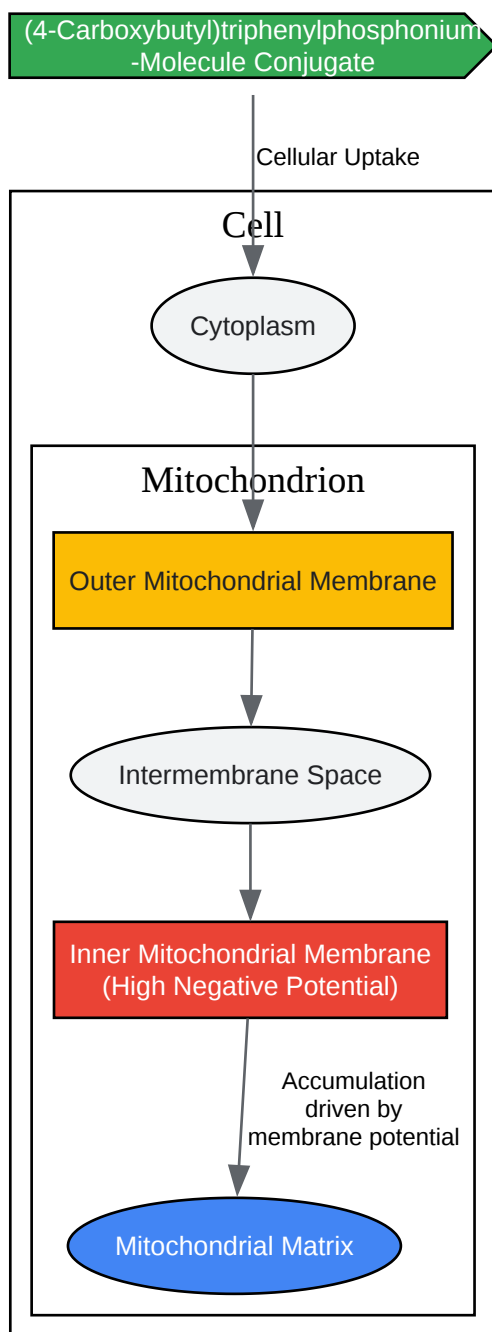 (4-Carboxybutyl)triphenylphosphonium
-Molecule Conjugate
Cellular Uptake
Cell
Cytoplasm
Mitochondrion
Outer Mitochondrial Membrane
Intermembrane Space
Inner Mitochondrial Membrane
(High Negative Potential)
Accumulation
driven by
membrane potential
Mitochondrial Matrix